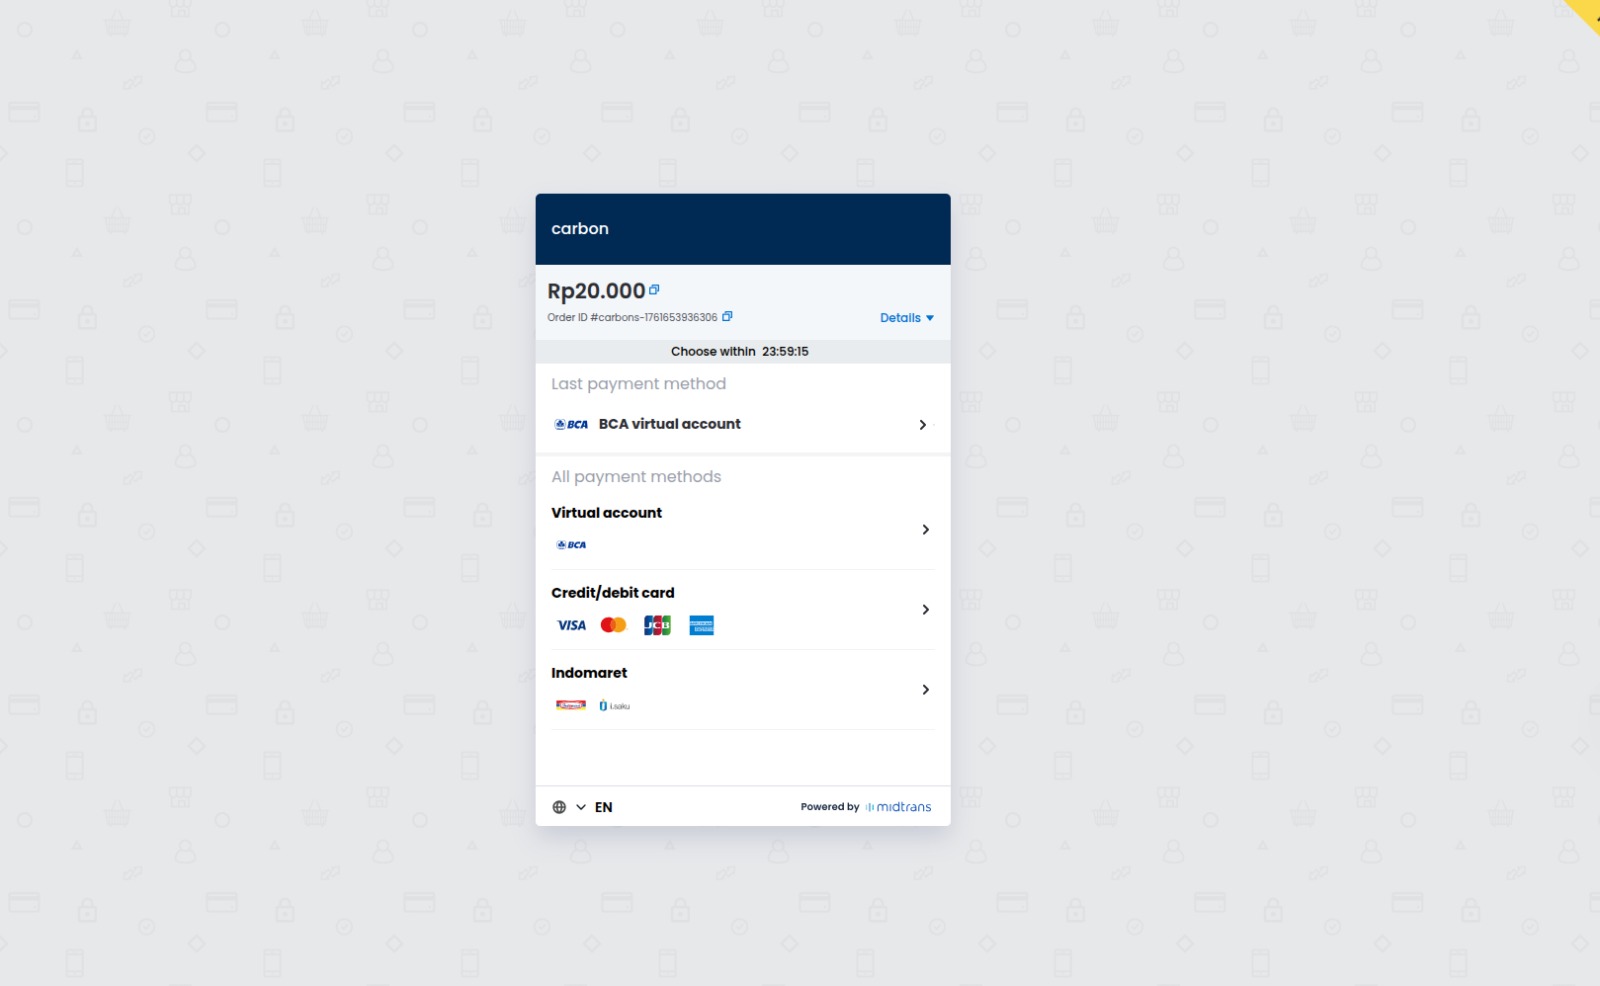 carbon
Rp20.000
Order ID #carbons-1761653936306
Details
Choose within 23:59:15
Last payment method
BCA BCA virtual account
All payment methods
Virtual account
BCA
Credit/debit card
VISA JCB
Indomaret
i.saku
EN
Powered by midtrans